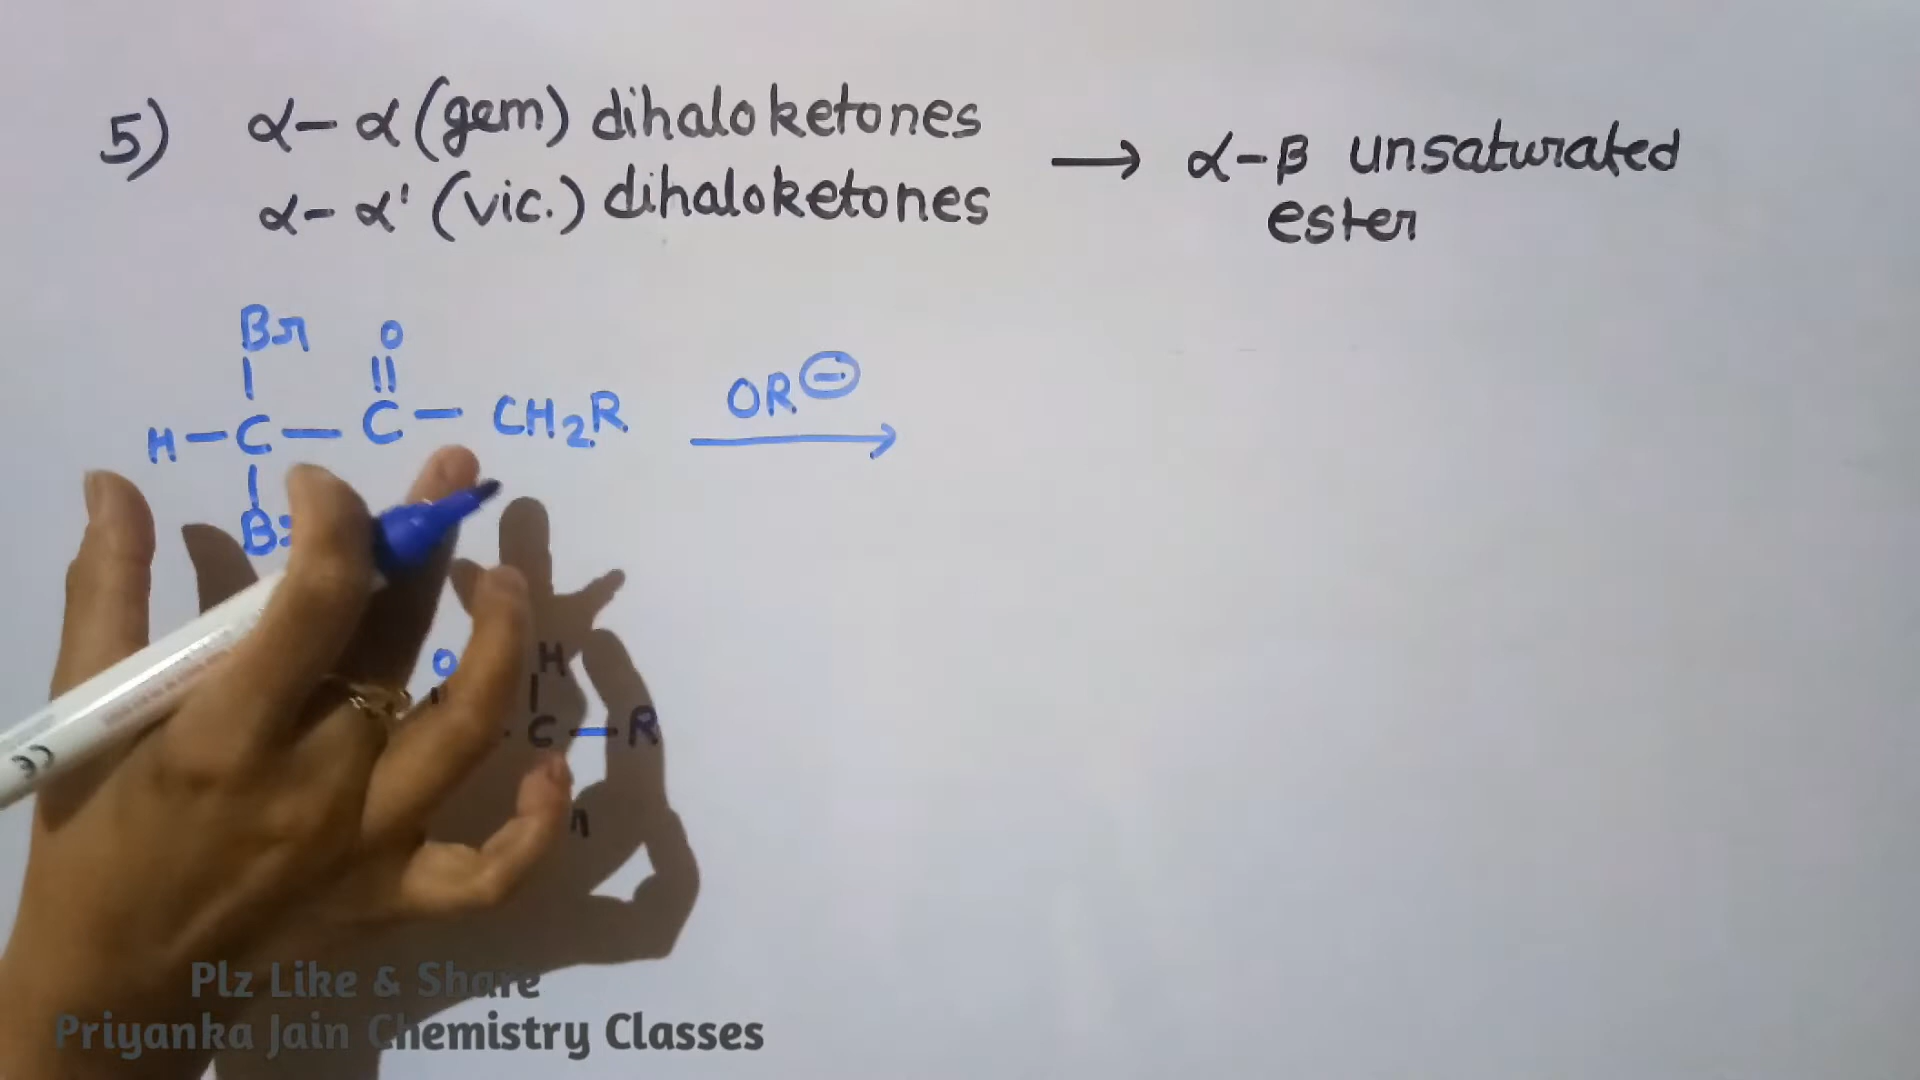 5) α- α (gem) dihaloketones
α- α' (vic.) dihaloketones
→ α-β unsaturated
ester
Br O
H-C-C-CH₂R OR⊖
O H
C-R
Plz Like & Share
Priyanka Jain Chemistry Classes